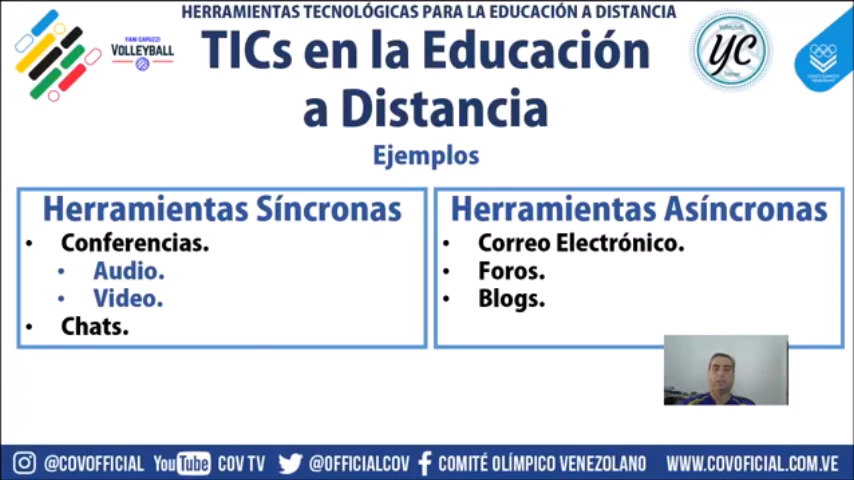 HERRAMIENTAS TECNOLÓGICAS PARA LA EDUCACIÓN A DISTANCIA
YANI CAPUZZI
VOLLEYBALL
TICs en la Educación
a Distancia
YC
Ejemplos
Herramientas Síncronas
• Conferencias.
• Audio.
• Video.
• Chats.
Herramientas Asíncronas
• Correo Electrónico.
• Foros.
• Blogs.
@COVOFFICIAL YouTube COV TV @OFFICIALCOV COMITÉ OLÍMPICO VENEZOLANO WWW.COVOFICIAL.COM.VE